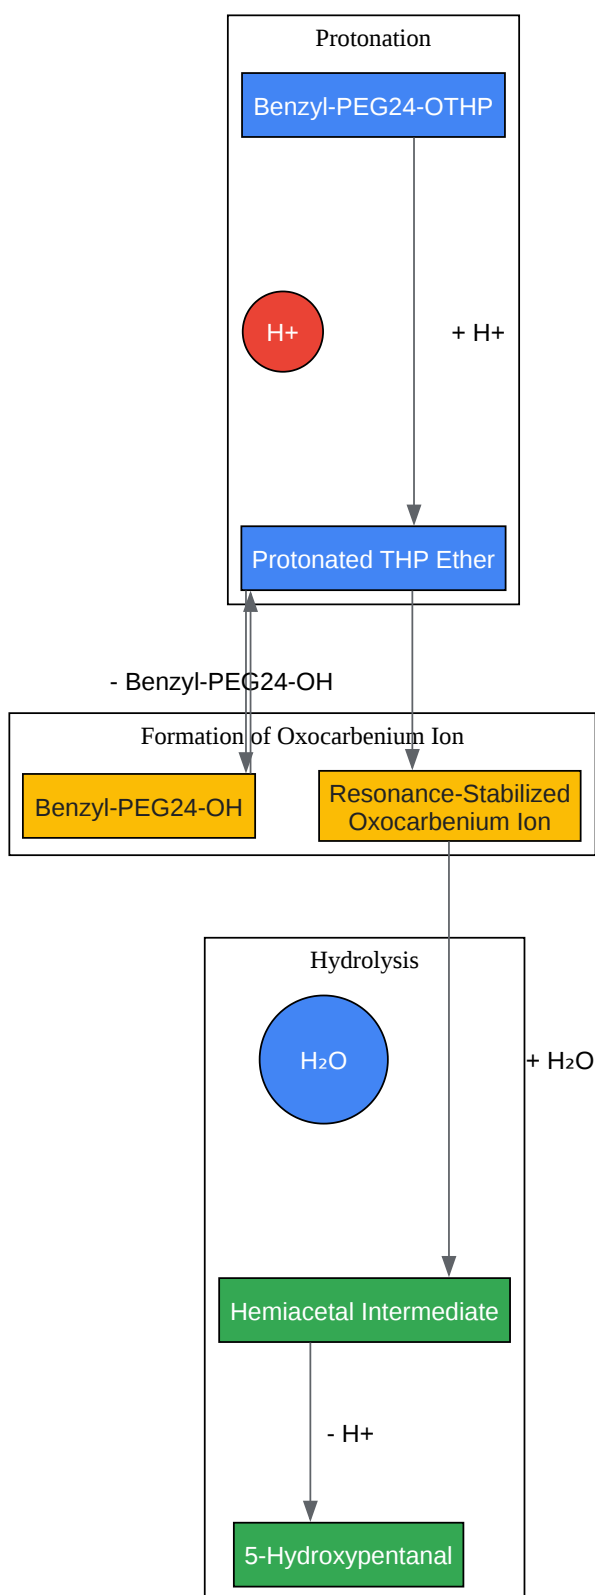 Protonation
Benzyl-PEG24-OTHP
H+
+ H+
Protonated THP Ether
- Benzyl-PEG24-OH
Formation of Oxocarbenium Ion
Benzyl-PEG24-OH
Resonance-Stabilized
Oxocarbenium Ion
Hydrolysis
H₂O
+ H₂O
Hemiacetal Intermediate
- H+
5-Hydroxypentanal